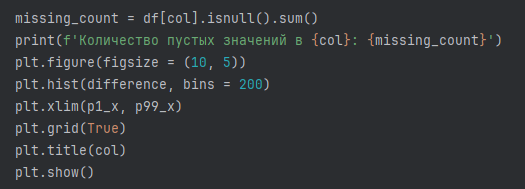 missing_count = df[col].isnull().sum()
print(f'Количество пустых значений в {col}: {missing_count}')
plt.figure(figsize = (10, 5))
plt.hist(difference, bins = 200)
plt.xlim(p1_x, p99_x)
plt.grid(True)
plt.title(col)
plt.show()